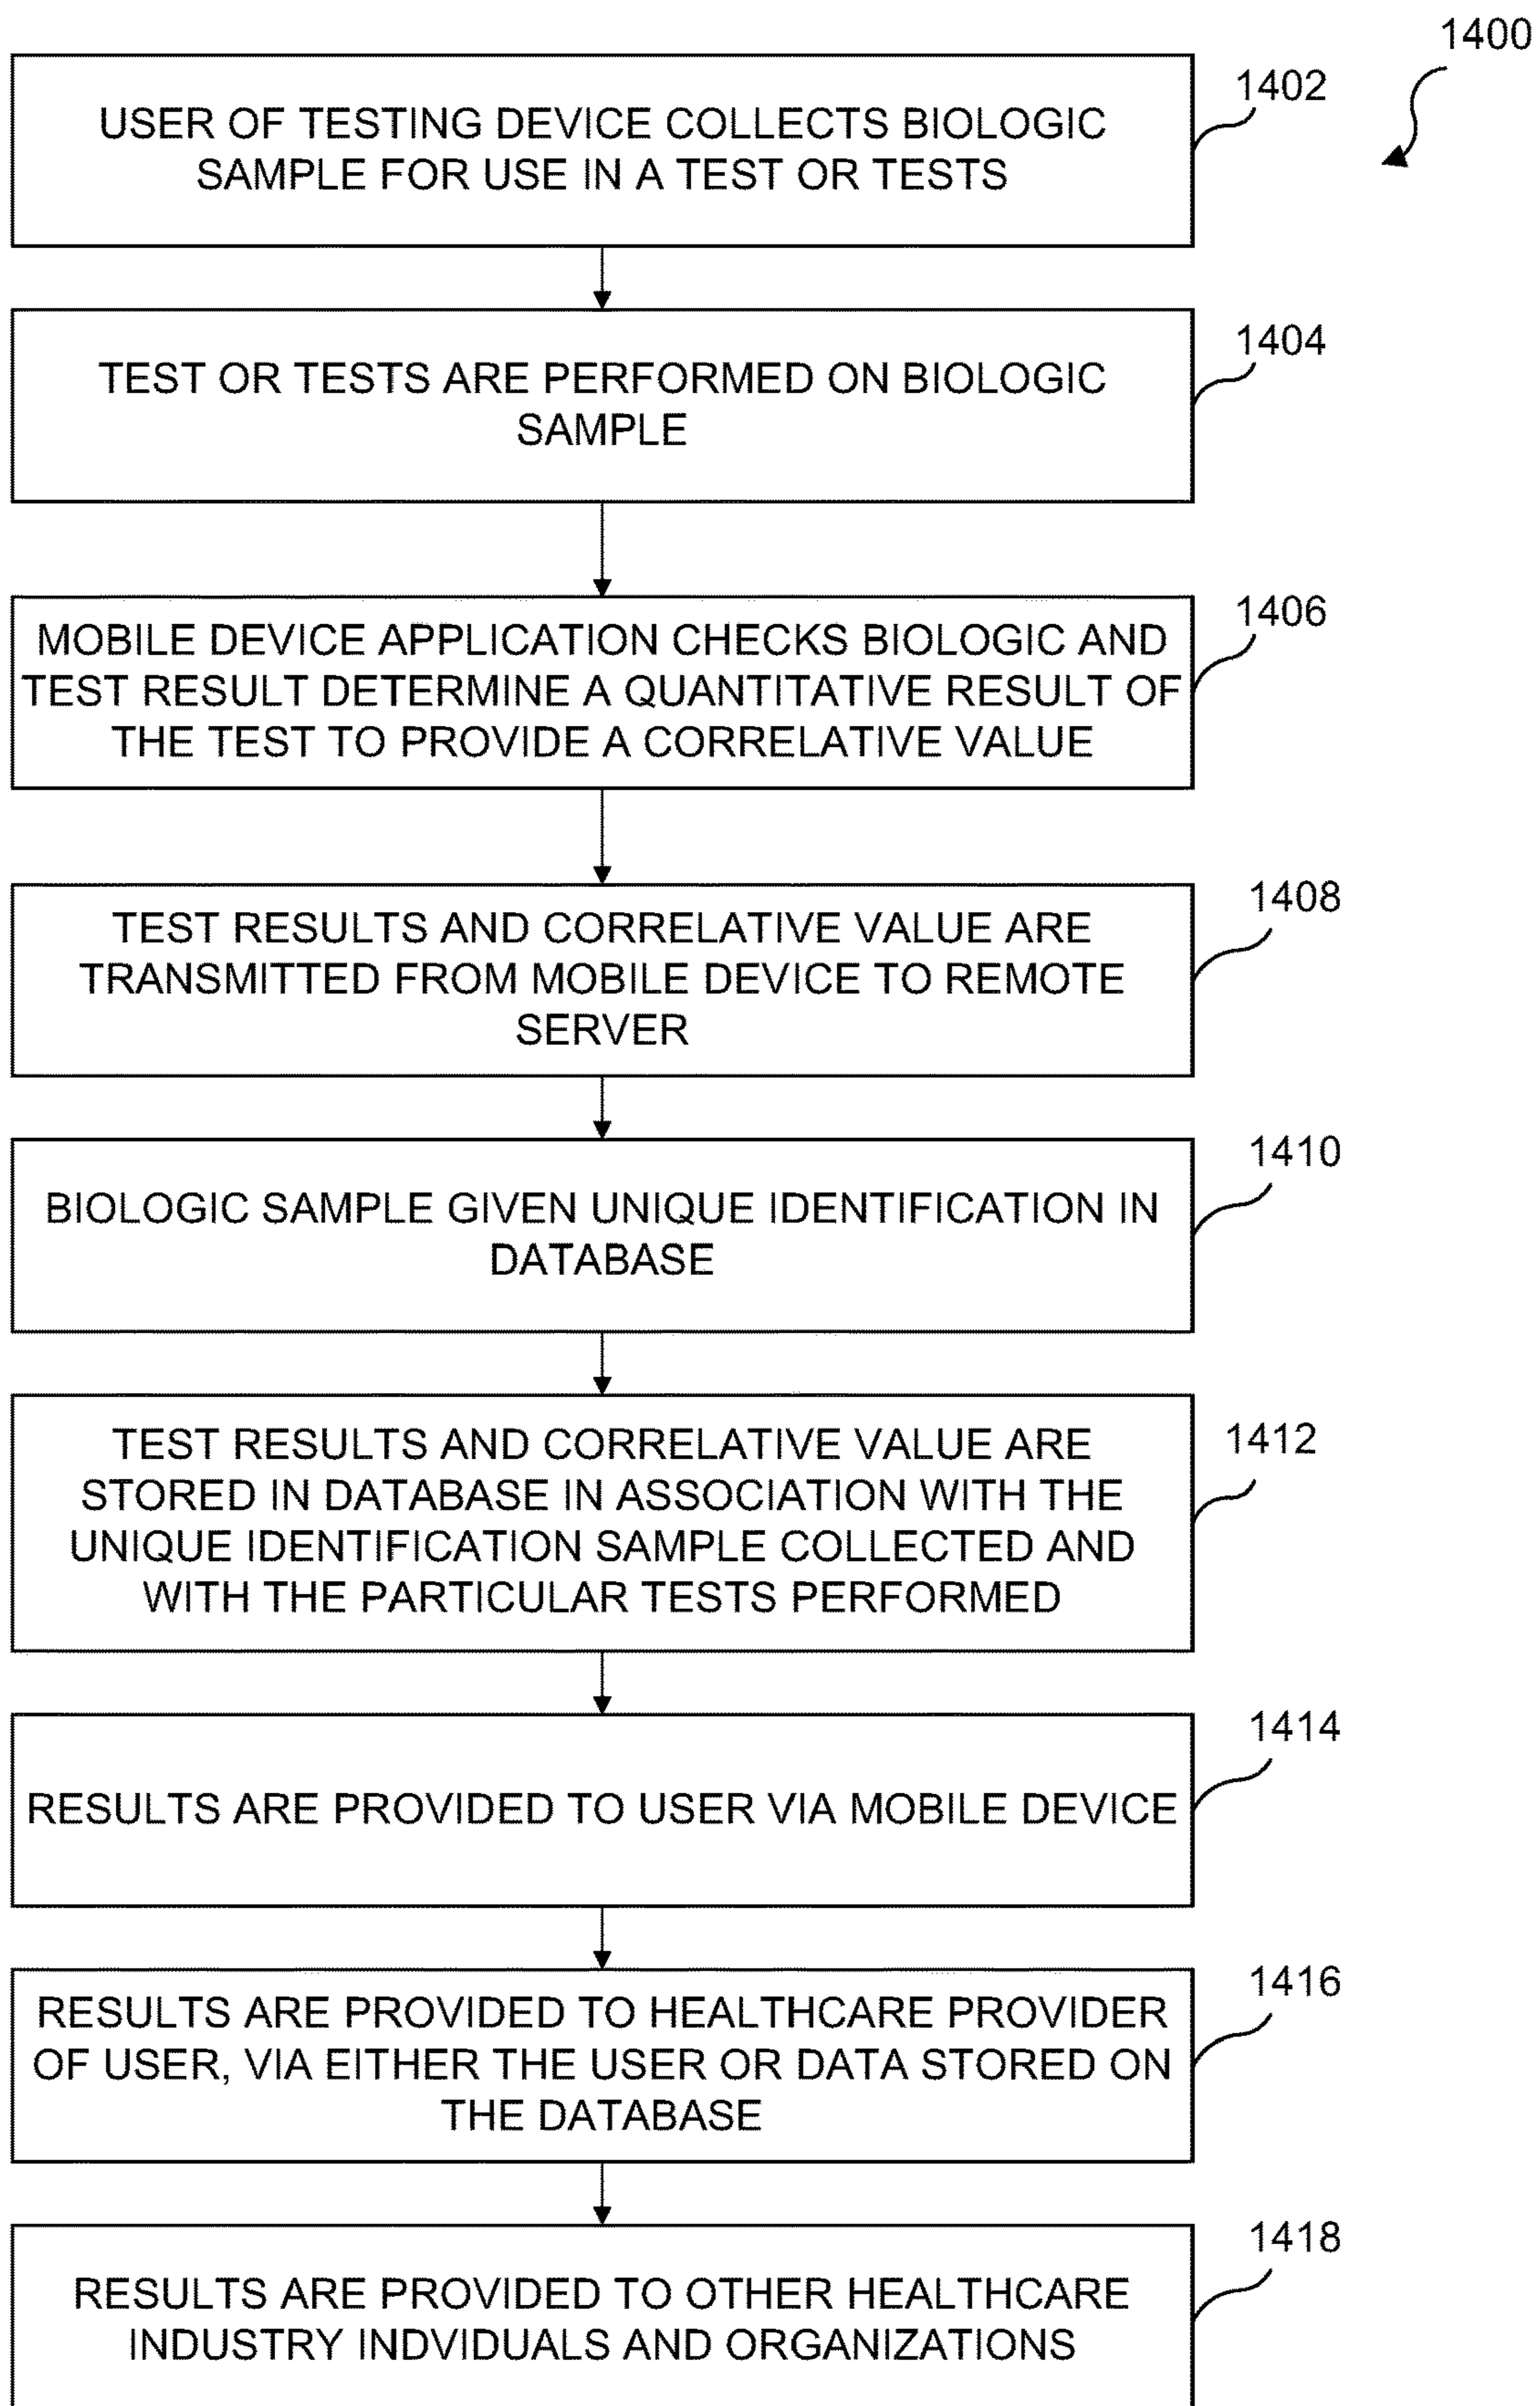 1400
1402
USER OF TESTING DEVICE COLLECTS BIOLOGIC
SAMPLE FOR USE IN A TEST OR TESTS
1404
TEST OR TESTS ARE PERFORMED ON BIOLOGIC
SAMPLE
1406
MOBILE DEVICE APPLICATION CHECKS BIOLOGIC AND
TEST RESULT DETERMINE A QUANTITATIVE RESULT OF
THE TEST TO PROVIDE A CORRELATIVE VALUE
1408
TEST RESULTS AND CORRELATIVE VALUE ARE
TRANSMITTED FROM MOBILE DEVICE TO REMOTE
SERVER
1410
BIOLOGIC SAMPLE GIVEN UNIQUE IDENTIFICATION IN
DATABASE
1412
TEST RESULTS AND CORRELATIVE VALUE ARE
STORED IN DATABASE IN ASSOCIATION WITH THE
UNIQUE IDENTIFICATION SAMPLE COLLECTED AND
WITH THE PARTICULAR TESTS PERFORMED
1414
RESULTS ARE PROVIDED TO USER VIA MOBILE DEVICE
1416
RESULTS ARE PROVIDED TO HEALTHCARE PROVIDER
OF USER, VIA EITHER THE USER OR DATA STORED ON
THE DATABASE
1418
RESULTS ARE PROVIDED TO OTHER HEALTHCARE
INDUSTRY INDVIDUALS AND ORGANIZATIONS